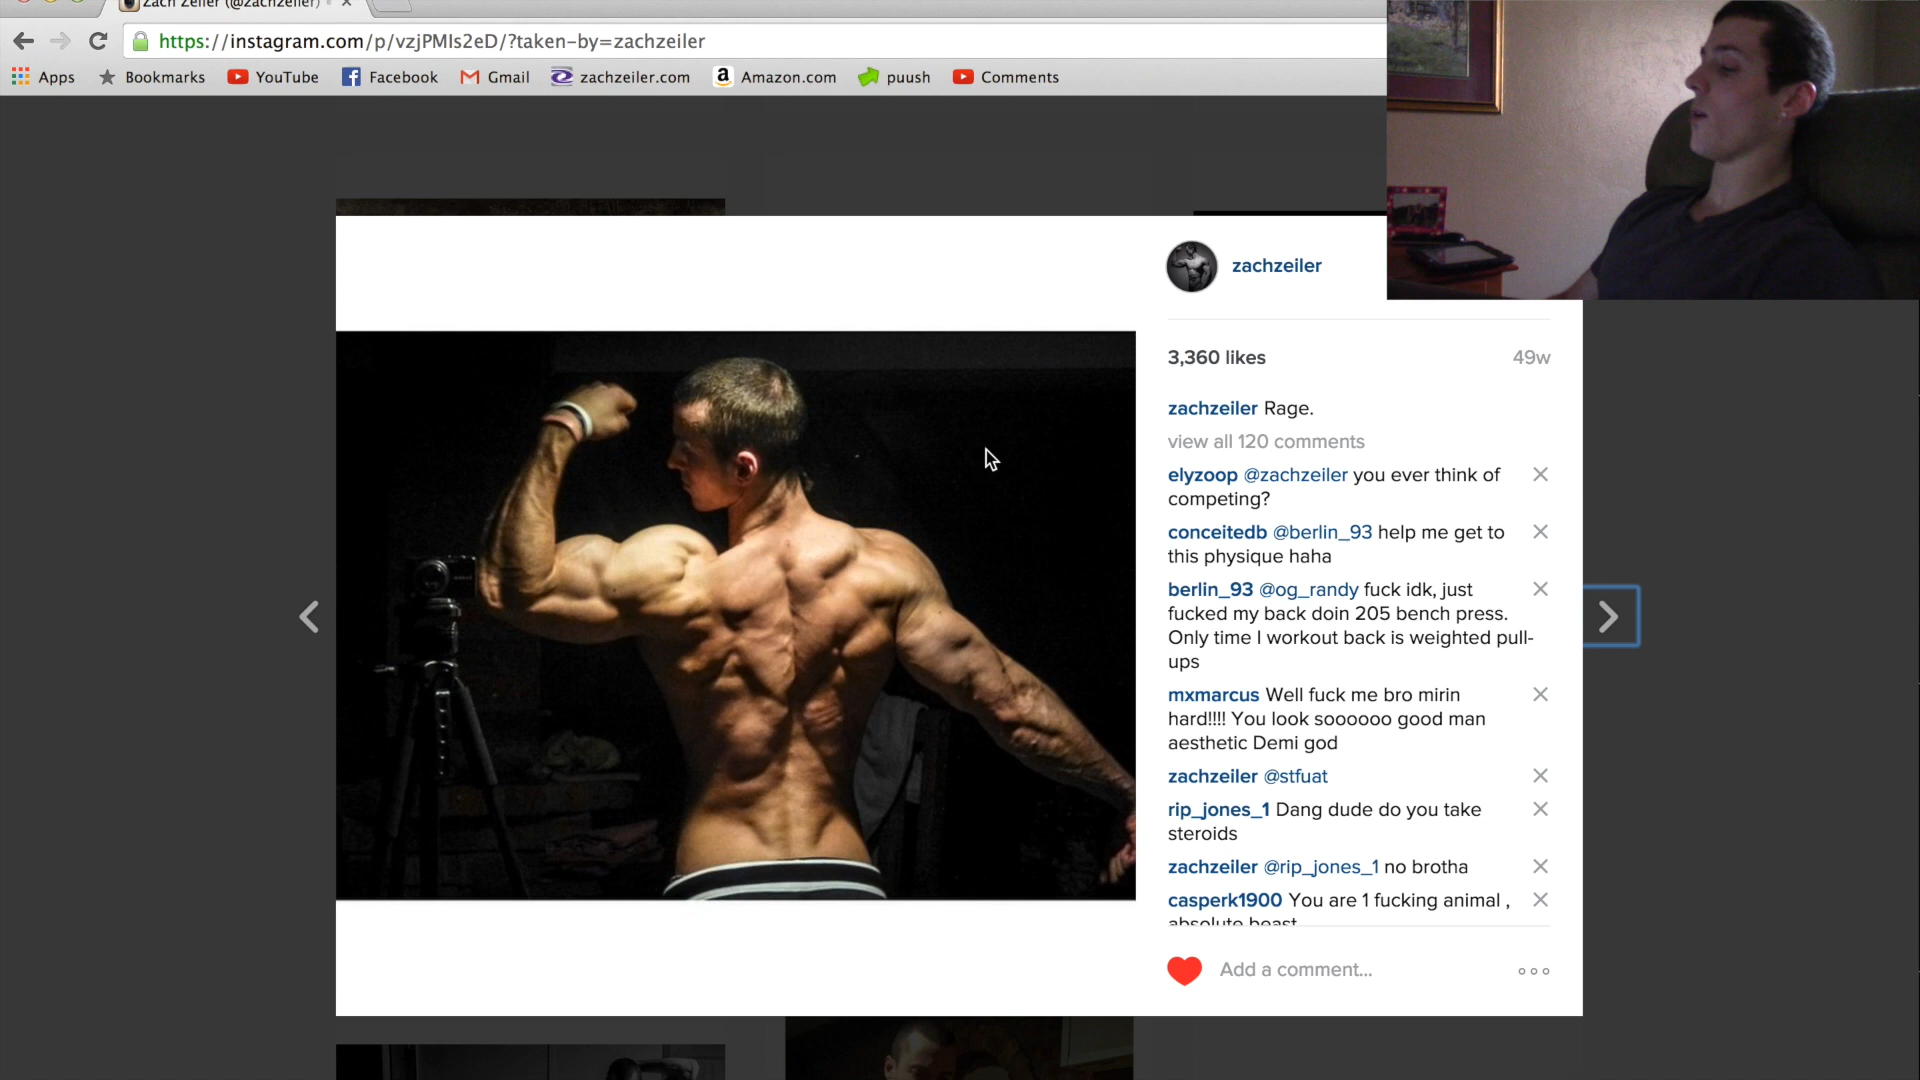 Zach Zeiler (@zachzeiler)
https://instagram.com/p/vzjPMIs2eD/?taken-by=zachzeiler
Apps Bookmarks YouTube Facebook Gmail zachzeiler.com Amazon.com puush Comments
zachzeiler
3,360 likes 49w
zachzeiler Rage.
view all 120 comments
elyzoop @zachzeiler you ever think of
competing?
conceitedb @berlin_93 help me get to
this physique haha
berlin_93 @og_randy fuck idk, just
fucked my back doin 205 bench press.
Only time I workout back is weighted pull-
ups
mxmarcus Well fuck me bro mirin
hard!!!! You look soooooo good man
aesthetic Demi god
zachzeiler @stfuat
rip_jones_1 Dang dude do you take
steroids
zachzeiler @rip_jones_1 no brotha
casperk1900 You are 1 fucking animal ,
absolute beast
Add a comment...